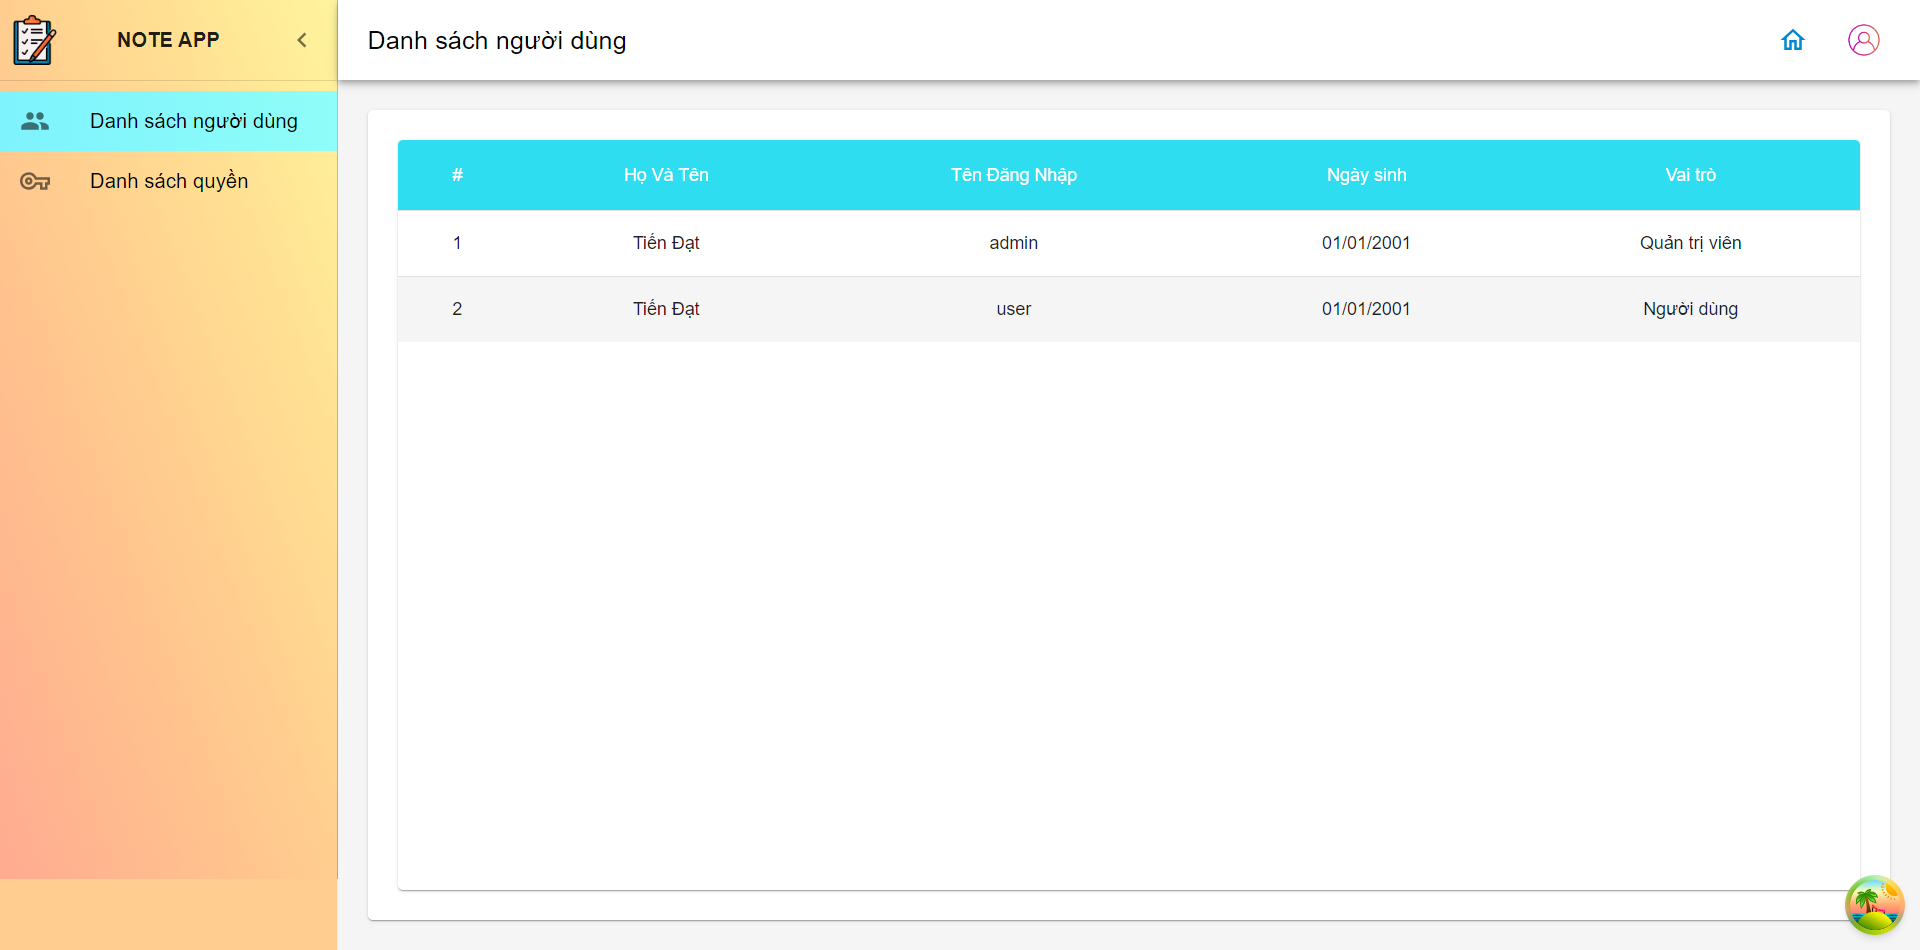 NOTE APP
Danh sách người dùng
Danh sách quyền
Danh sách người dùng
# Họ Và Tên Tên Đăng Nhập Ngày sinh Vai trò
1 Tiến Đạt admin 01/01/2001 Quản trị viên
2 Tiến Đạt user 01/01/2001 Người dùng